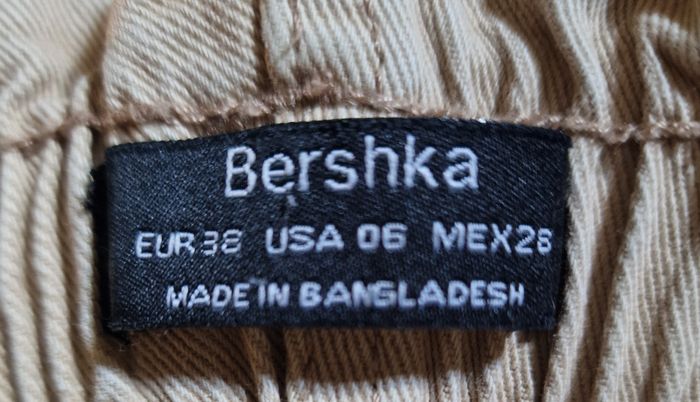 Bershka
EUR 38 USA 06 MEX 28
MADE IN BANGLADESH